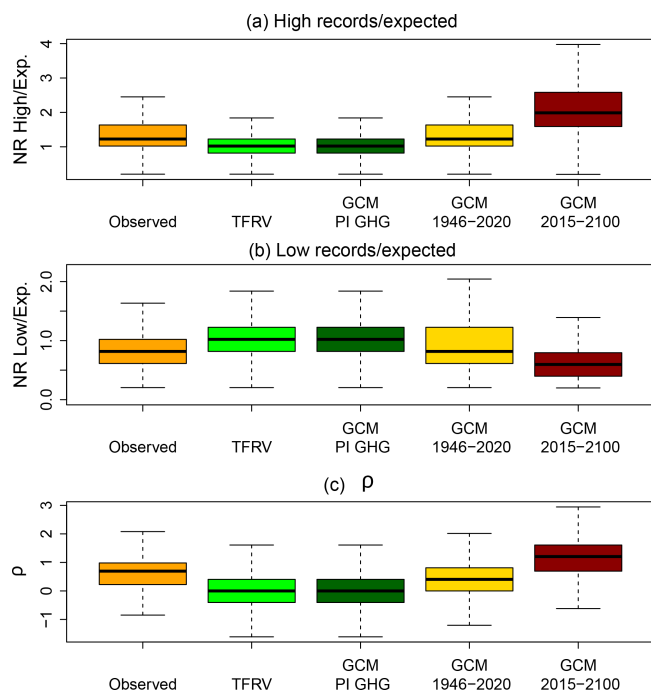 (a) High records/expected
NR High/Exp.
4
3
2
1
Observed
TFRV
GCM
PI GHG
GCM
1946−2020
GCM
2015−2100
(b) Low records/expected
NR Low/Exp.
2.0
1.0
0.0
Observed
TFRV
GCM
PI GHG
GCM
1946−2020
GCM
2015−2100
(c) ρ
ρ
3
2
1
0
−1
Observed
TFRV
GCM
PI GHG
GCM
1946−2020
GCM
2015−2100